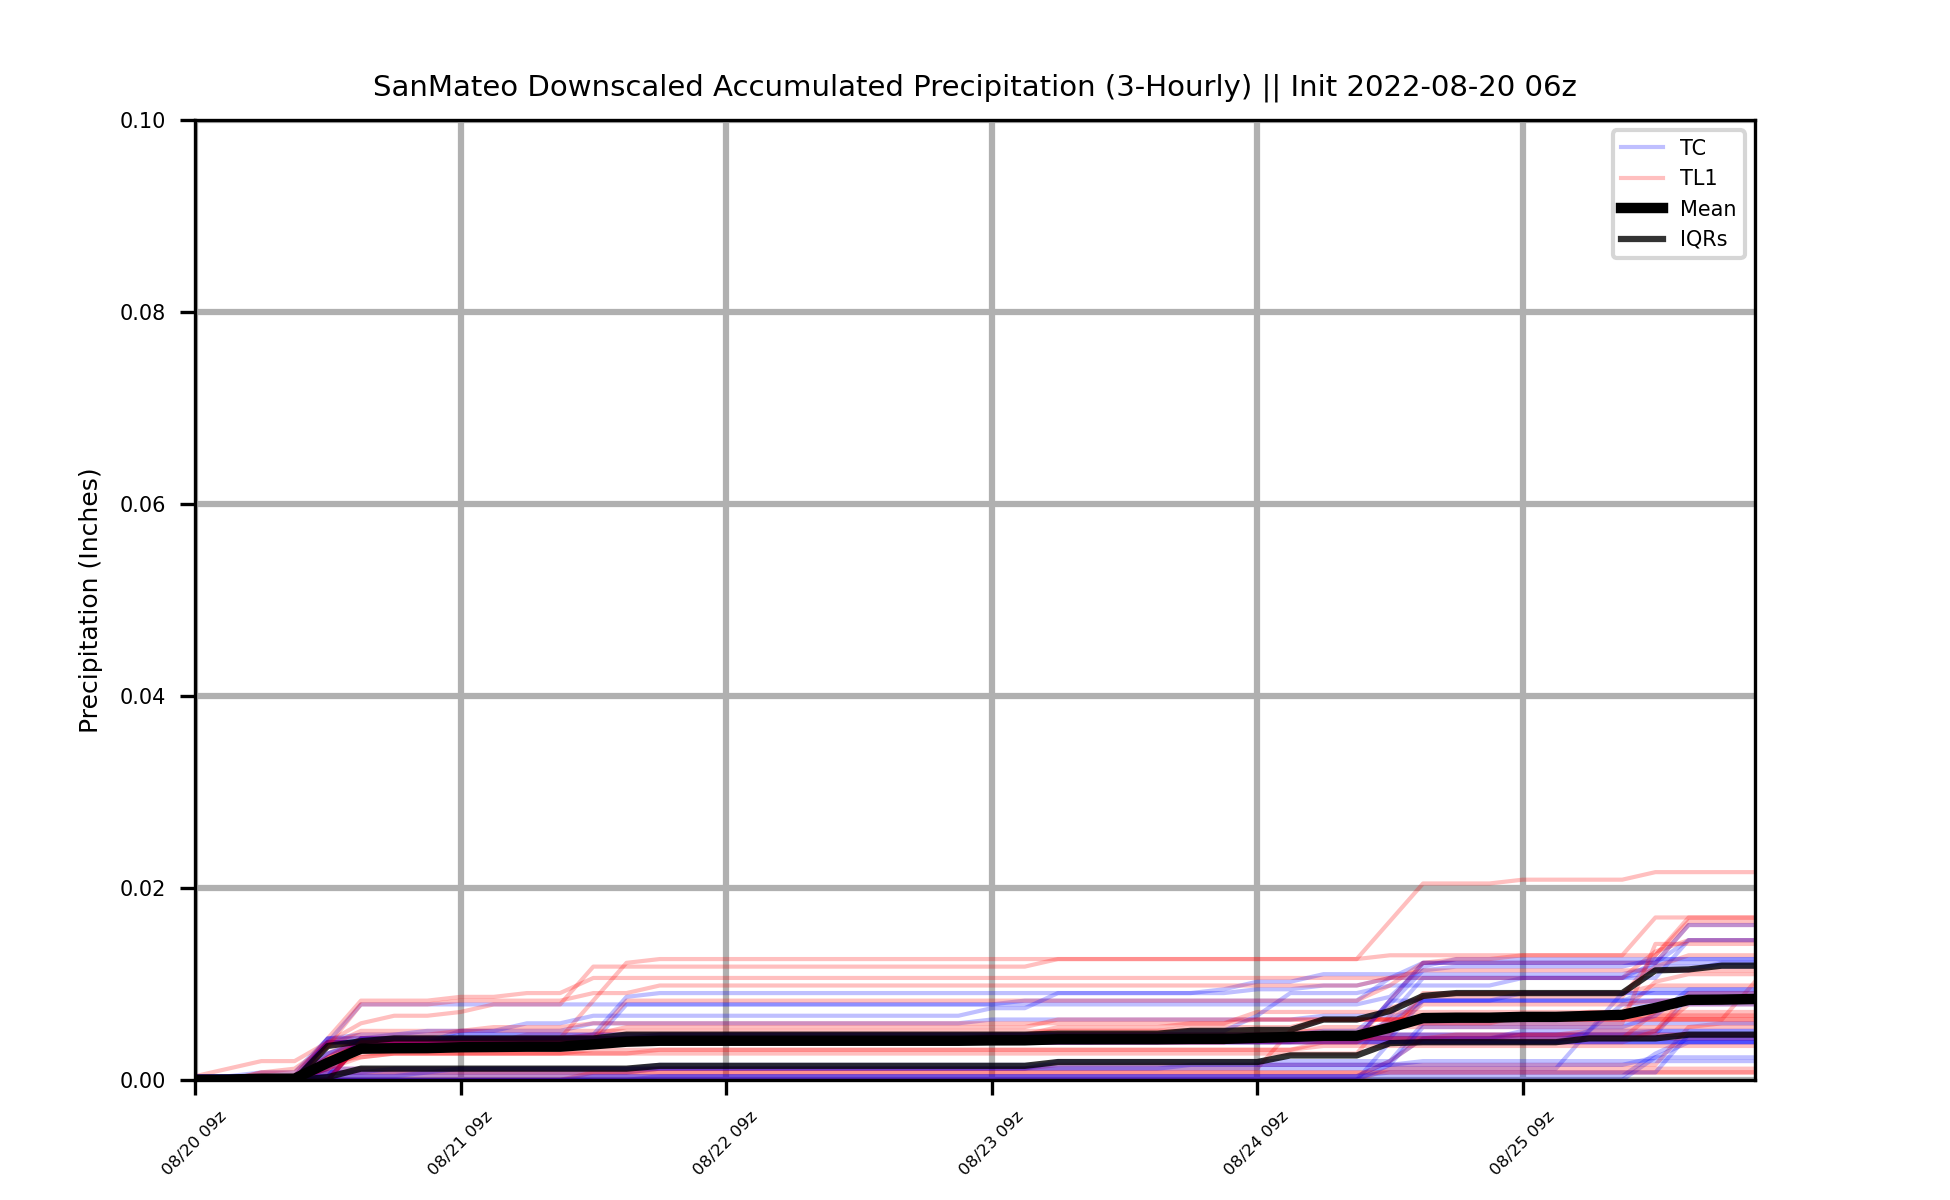 SanMateo Downscaled Accumulated Precipitation (3-Hourly) || Init 2022-08-20 06z
0.10
0.08
0.06
0.04
0.02
0.00
Precipitation (Inches)
TC
TL1
Mean
IQRs
08/20 09z
08/21 09z
08/22 09z
08/23 09z
08/24 09z
08/25 09z